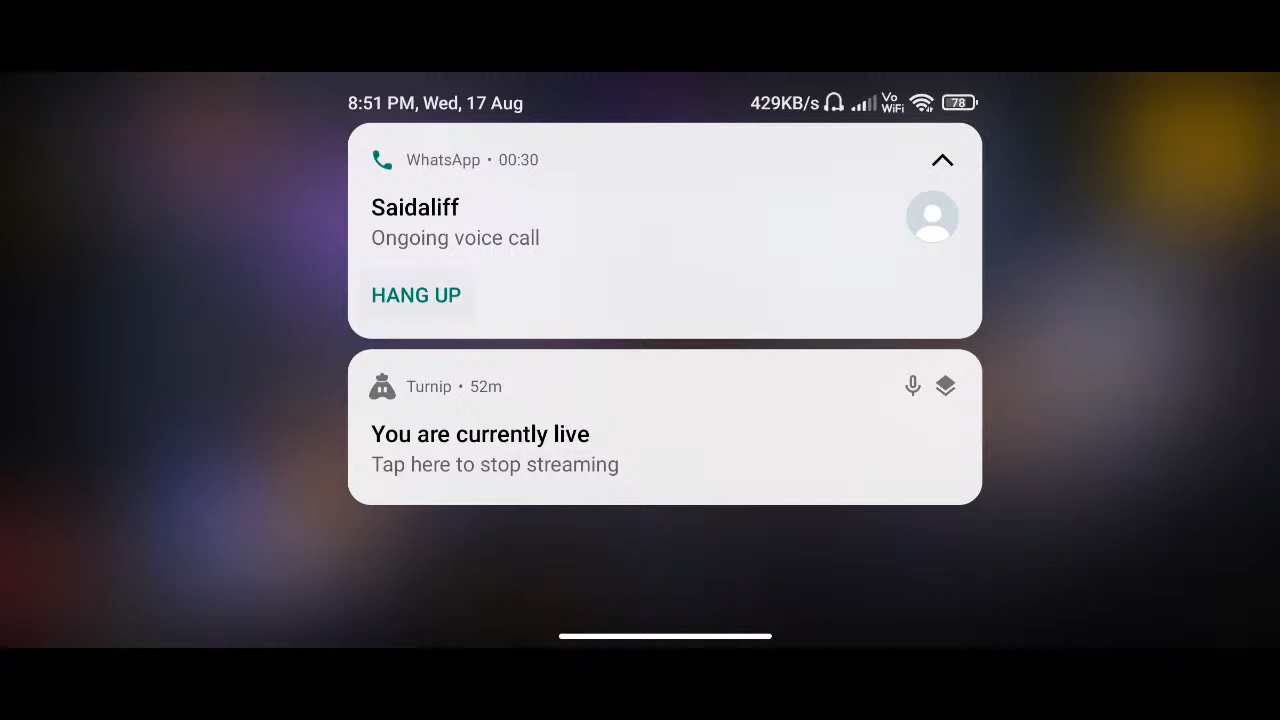 8:51 PM, Wed, 17 Aug 429KB/s Vo WiFi 78
WhatsApp • 00:30
Saidaliff
Ongoing voice call
HANG UP
Turnip • 52m
You are currently live
Tap here to stop streaming